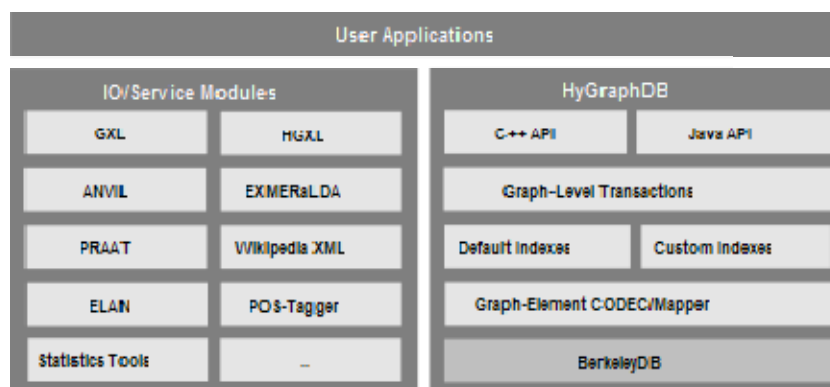 User Applications
IO/Service Modules
GXL
HGXL
ANVIL
EXMERaLDA
PRAAT
Wikipedia XML
ELAN
POS-Tagger
Statistics Tools
...
HyGraphDB
C++ API
Java API
Graph-Level Transactions
Default Indexes
Custom Indexes
Graph-Element CODEC/Mapper
BerkeleyDB